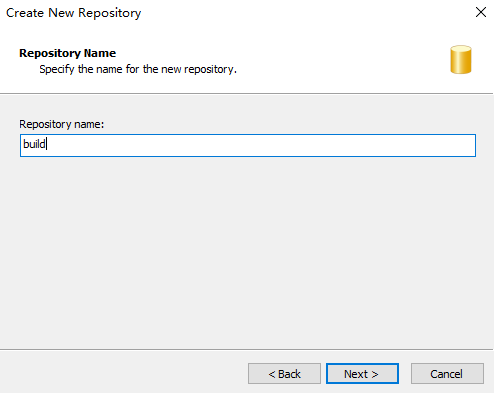 Create New Repository
Repository Name
Specify the name for the new repository.
Repository name:
build
< Back
Next >
Cancel